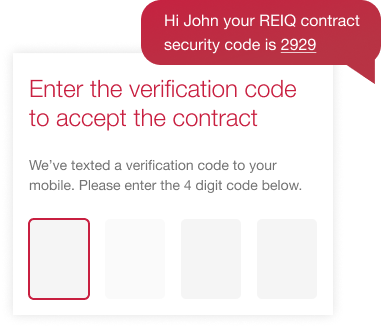 Hi John your REIQ contract
security code is 2929
Enter the verification code
to accept the contract
We’ve texted a verification code to your
mobile. Please enter the 4 digit code below.